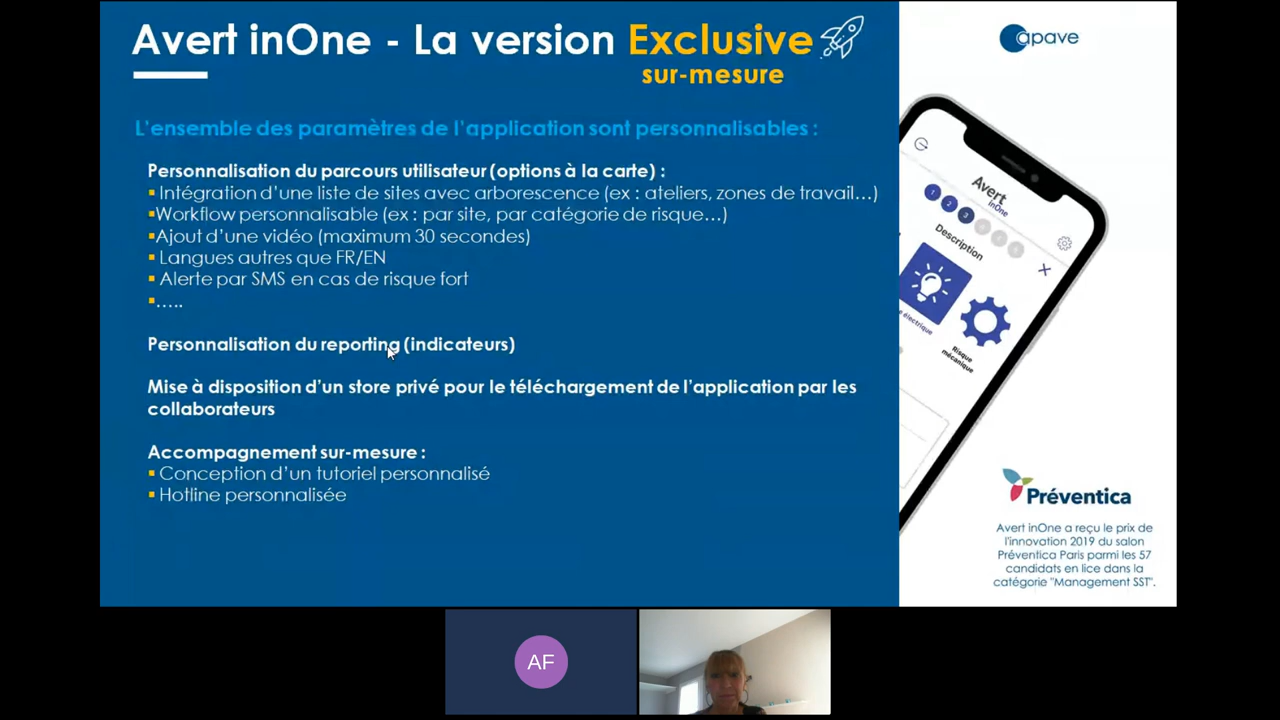 Avert inOne - La version Exclusive
sur-mesure
L'ensemble des paramètres de l'application sont personnalisables :
Personnalisation du parcours utilisateur (options à la carte) :
▪ Intégration d'une liste de sites avec arborescence (ex : ateliers, zones de travail…)
▪Workflow personnalisable (ex : par site, par catégorie de risque…)
▪Ajout d'une vidéo (maximum 30 secondes)
▪ Langues autres que FR/EN
▪ Alerte par SMS en cas de risque fort
▪…..
Personnalisation du reporting (indicateurs)
Mise à disposition d'un store privé pour le téléchargement de l'application par les
collaborateurs
Accompagnement sur-mesure :
▪ Conception d'un tutoriel personnalisé
▪ Hotline personnalisée
apave
Avert
inOne
1 2 3
Description
électrique
Risque
mécanique
Préventica
Avert inOne a reçu le prix de
l'innovation 2019 du salon
Préventica Paris parmi les 57
candidats en lice dans la
catégorie "Management SST".
AF